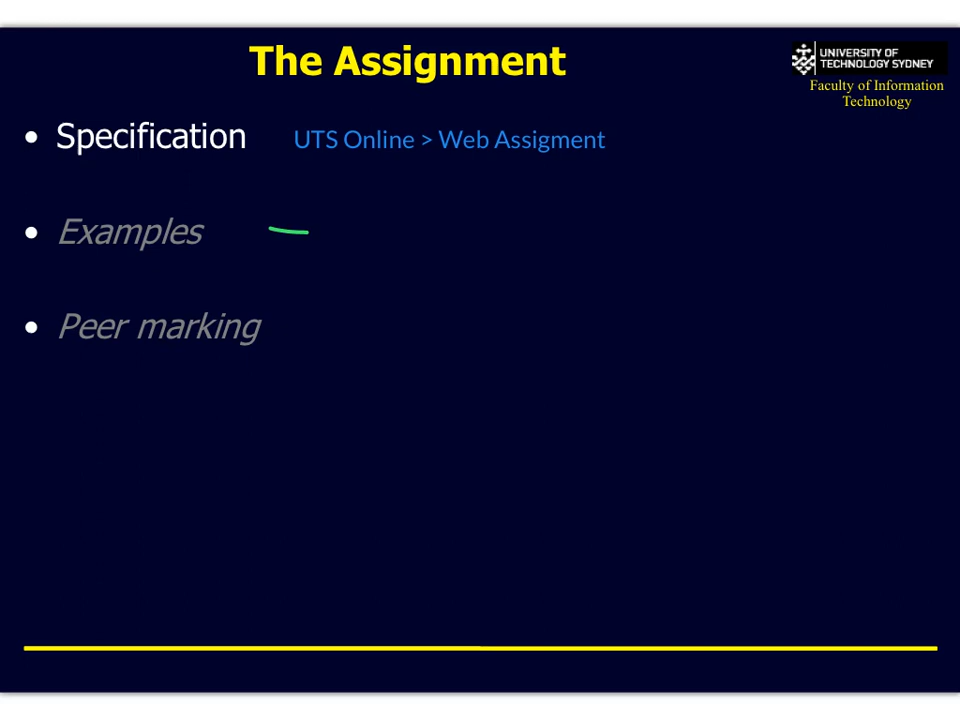 The Assignment
UNIVERSITY OF
TECHNOLOGY SYDNEY
Faculty of Information
Technology
• Specification UTS Online > Web Assigment
• Examples
• Peer marking